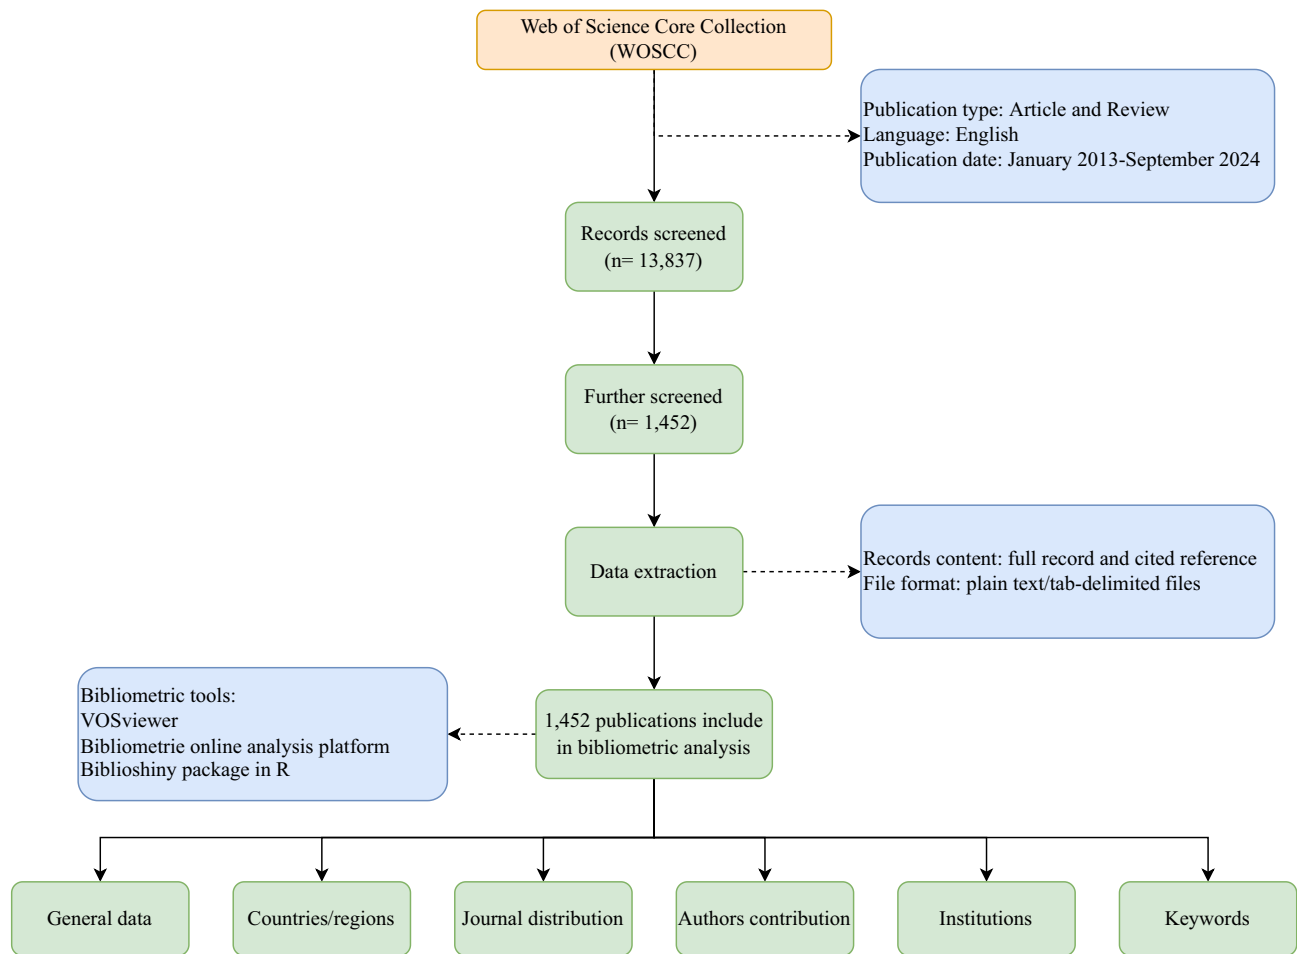 Web of Science Core Collection
(WOSCC)
Publication type: Article and Review
Language: English
Publication date: January 2013-September 2024
Records screened
(n= 13,837)
Further screened
(n= 1,452)
Data extraction
Records content: full record and cited reference
File format: plain text/tab-delimited files
Bibliometric tools:
VOSviewer
Bibliometrie online analysis platform
Biblioshiny package in R
1,452 publications include
in bibliometric analysis
General data
Countries/regions
Journal distribution
Authors contribution
Institutions
Keywords